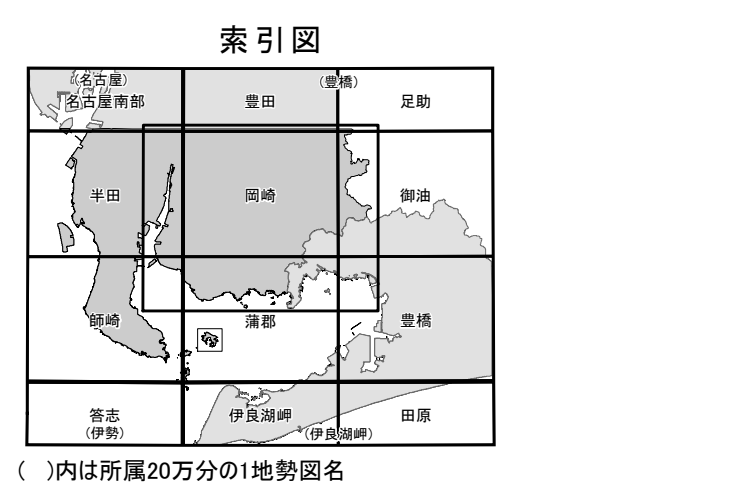 索引図
(名古屋)
(豊橋)
名古屋南部
豊田
足助
半田
岡崎
御油
師崎
蒲郡
豊橋
答志
(伊勢)
伊良湖岬
(伊良湖岬)
田原
(　)内は所属20万分の1地勢図名